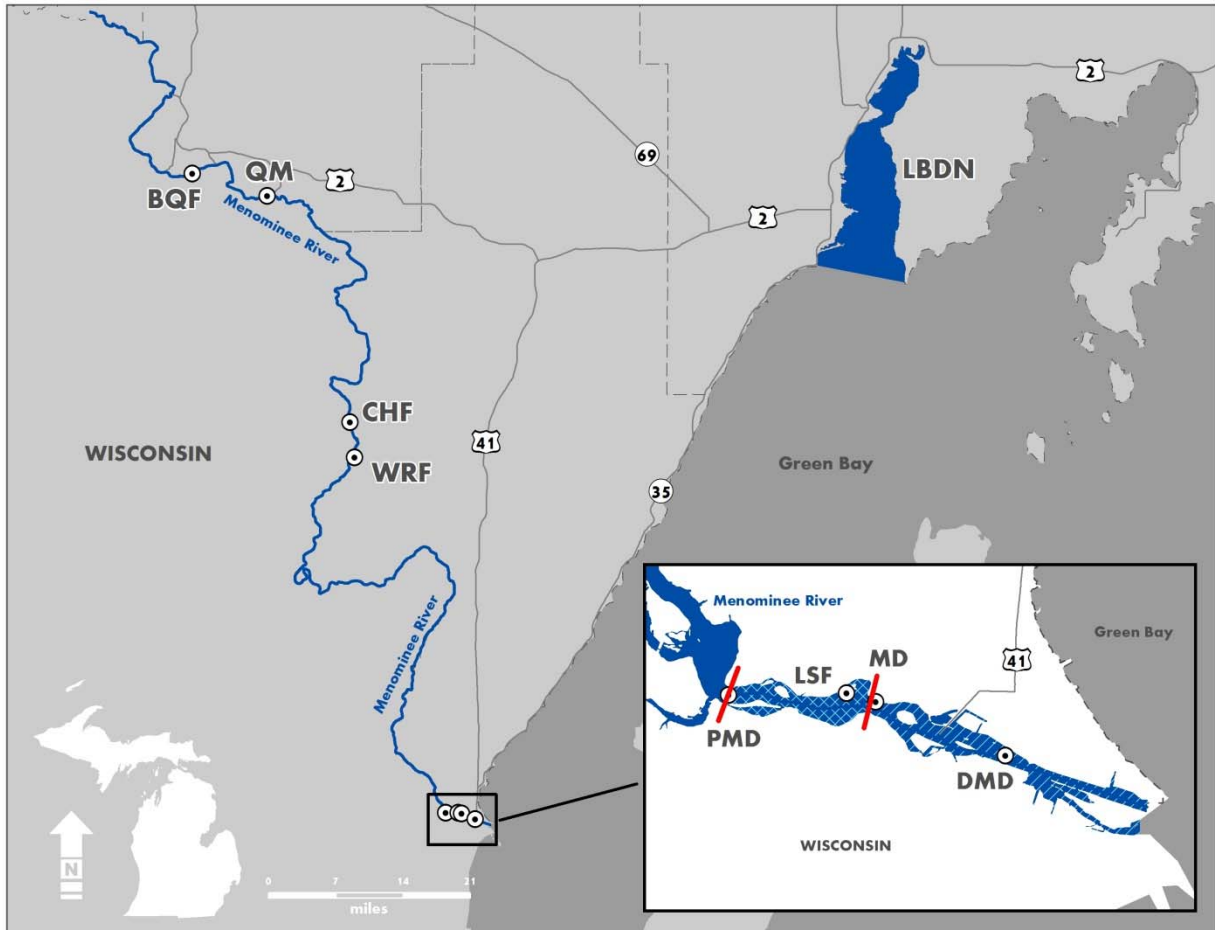 2
69
QM
LBDN
BQF
2
2
Menominee River
CHF
41
WISCONSIN
WRF
Green Bay
35
Menominee River
Menominee River
Green Bay
MD
LSF
41
PMD
DMD
WISCONSIN
N
0 7 14 21
miles